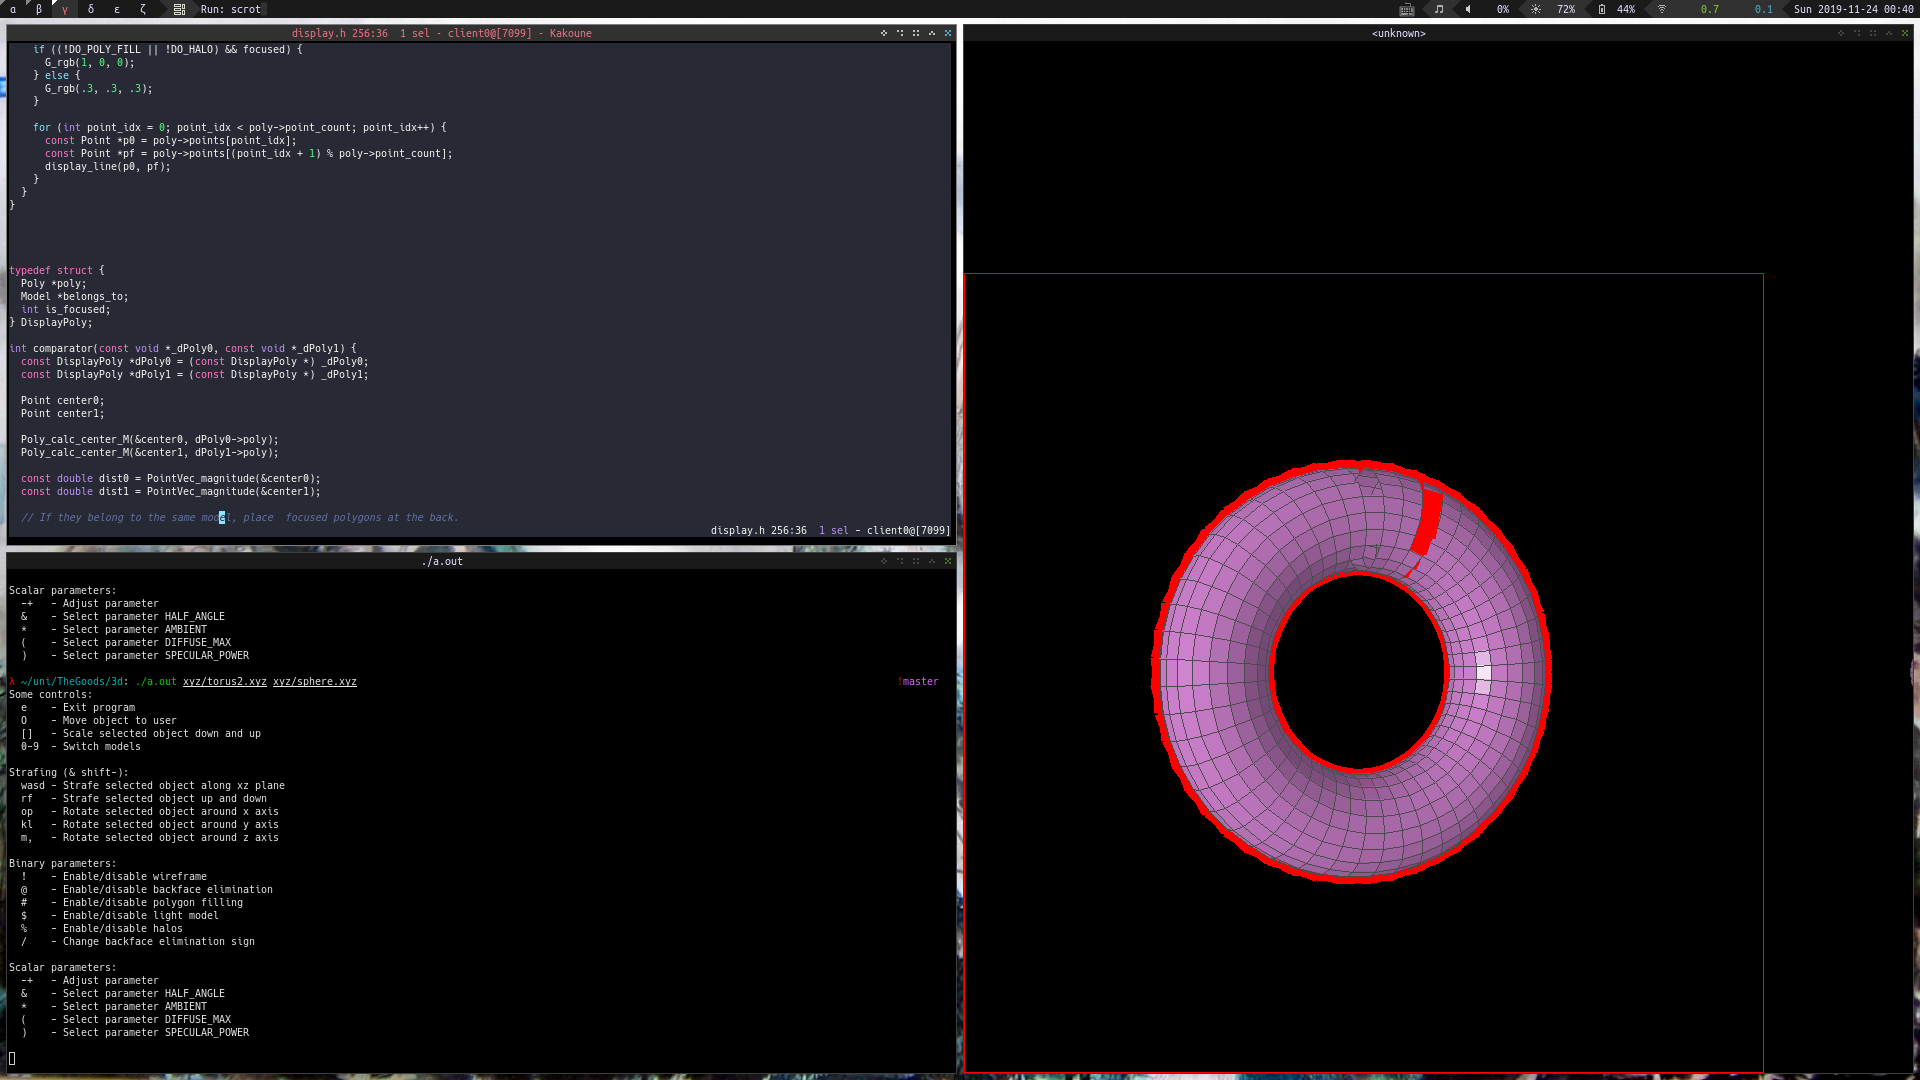 α β γ δ ε ζ Run: scrot 0% 72% 44% 0.7 0.1 Sun 2019-11-24 00:40
display.h 256:36  1 sel - client0@[7099] - Kakoune
    if ((!DO_POLY_FILL || !DO_HALO) && focused) {
      G_rgb(1, 0, 0);
    } else {
      G_rgb(.3, .3, .3);
    }
    for (int point_idx = 0; point_idx < poly->point_count; point_idx++) {
      const Point *p0 = poly->points[point_idx];
      const Point *pf = poly->points[(point_idx + 1) % poly->point_count];
      display_line(p0, pf);
    }
  }
}
typedef struct {
  Poly *poly;
  Model *belongs_to;
  int is_focused;
} DisplayPoly;
int comparator(const void *_dPoly0, const void *_dPoly1) {
  const DisplayPoly *dPoly0 = (const DisplayPoly *) _dPoly0;
  const DisplayPoly *dPoly1 = (const DisplayPoly *) _dPoly1;
  Point center0;
  Point center1;
  Poly_calc_center_M(&center0, dPoly0->poly);
  Poly_calc_center_M(&center1, dPoly1->poly);
  const double dist0 = PointVec_magnitude(&center0);
  const double dist1 = PointVec_magnitude(&center1);
  // If they belong to the same model, place  focused polygons at the back.
display.h 256:36  1 sel - client0@[7099]
./a.out
Scalar parameters:
  -+   - Adjust parameter
  &    - Select parameter HALF_ANGLE
  *    - Select parameter AMBIENT
  (    - Select parameter DIFFUSE_MAX
  )    - Select parameter SPECULAR_POWER
λ ~/uni/TheGoods/3d: ./a.out xyz/torus2.xyz xyz/sphere.xyz !master
Some controls:
  e    - Exit program
  O    - Move object to user
  []   - Scale selected object down and up
  0-9  - Switch models
Strafing (& shift-):
  wasd - Strafe selected object along xz plane
  rf   - Strafe selected object up and down
  op   - Rotate selected object around x axis
  kl   - Rotate selected object around y axis
  m,   - Rotate selected object around z axis
Binary parameters:
  !    - Enable/disable wireframe
  @    - Enable/disable backface elimination
  #    - Enable/disable polygon filling
  $    - Enable/disable light model
  %    - Enable/disable halos
  /    - Change backface elimination sign
Scalar parameters:
  -+   - Adjust parameter
  &    - Select parameter HALF_ANGLE
  *    - Select parameter AMBIENT
  (    - Select parameter DIFFUSE_MAX
  )    - Select parameter SPECULAR_POWER
<unknown>